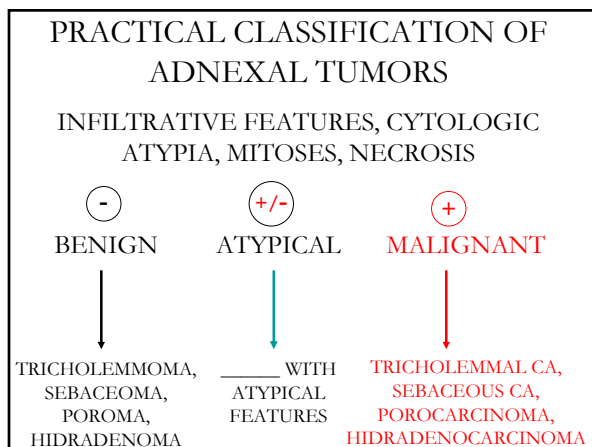 PRACTICAL CLASSIFICATION OF
ADNEXAL TUMORS
INFILTRATIVE FEATURES, CYTOLOGIC
ATYPIA, MITOSES, NECROSIS
-
BENIGN
TRICHOLEMMOMA,
SEBACEOMA,
POROMA,
HIDRADENOMA
+/-
ATYPICAL
______ WITH
ATYPICAL
FEATURES
+
MALIGNANT
TRICHOLEMMAL CA,
SEBACEOUS CA,
POROCARCINOMA,
HIDRADENOCARCINOMA